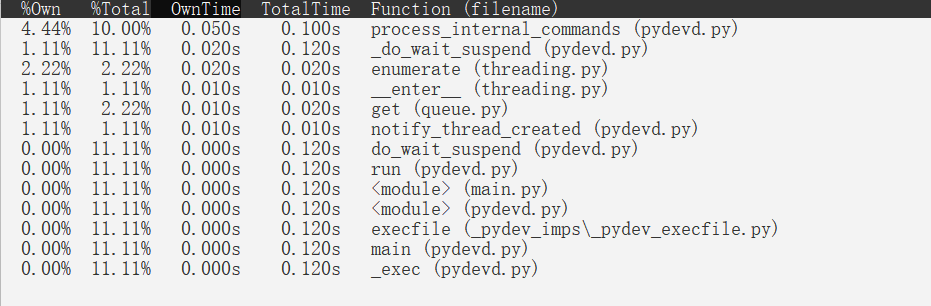 %Own %Total OwnTime TotalTime Function (filename)
4.44% 10.00% 0.050s 0.100s process_internal_commands (pydevd.py)
1.11% 11.11% 0.020s 0.120s _do_wait_suspend (pydevd.py)
2.22% 2.22% 0.020s 0.020s enumerate (threading.py)
1.11% 1.11% 0.010s 0.010s __enter__ (threading.py)
1.11% 2.22% 0.010s 0.020s get (queue.py)
1.11% 1.11% 0.010s 0.010s notify_thread_created (pydevd.py)
0.00% 11.11% 0.000s 0.120s do_wait_suspend (pydevd.py)
0.00% 11.11% 0.000s 0.120s run (pydevd.py)
0.00% 11.11% 0.000s 0.120s <module> (main.py)
0.00% 11.11% 0.000s 0.120s <module> (pydevd.py)
0.00% 11.11% 0.000s 0.120s execfile (_pydev_imps\_pydev_execfile.py)
0.00% 11.11% 0.000s 0.120s main (pydevd.py)
0.00% 11.11% 0.000s 0.120s _exec (pydevd.py)